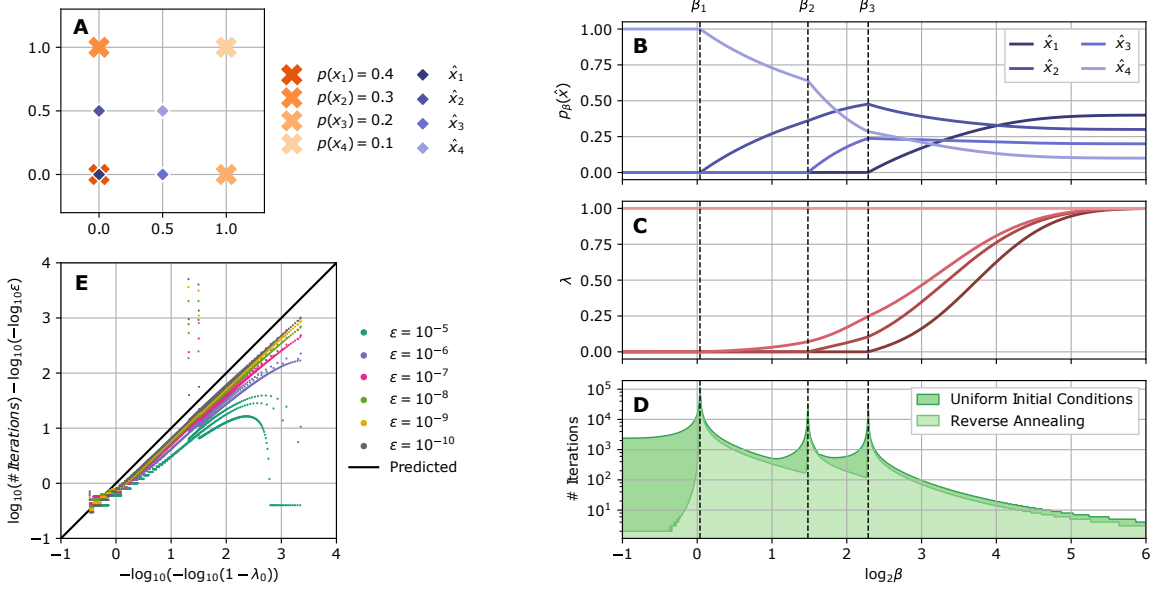 A
1.0
0.5
0.0
0.0
0.5
1.0
p(x₁) = 0.4
p(x₂) = 0.3
p(x₃) = 0.2
p(x₄) = 0.1
x̂₁
x̂₂
x̂₃
x̂₄
E
log₁₀(# Iterations) − log₁₀(−log₁₀ε)
4
3
2
1
0
−1
−1
0
1
2
3
4
−log₁₀(−log₁₀(1 − λ₀))
ε = 10⁻⁵
ε = 10⁻⁶
ε = 10⁻⁷
ε = 10⁻⁸
ε = 10⁻⁹
ε = 10⁻¹⁰
Predicted
β₁
β₂
β₃
B
p_β(x̂)
1.00
0.75
0.50
0.25
0.00
x̂₁
x̂₂
x̂₃
x̂₄
C
λ
1.00
0.75
0.50
0.25
0.00
D
# Iterations
10⁵
10⁴
10³
10²
10¹
Uniform Initial Conditions
Reverse Annealing
−1
0
1
2
3
4
5
6
log₂β